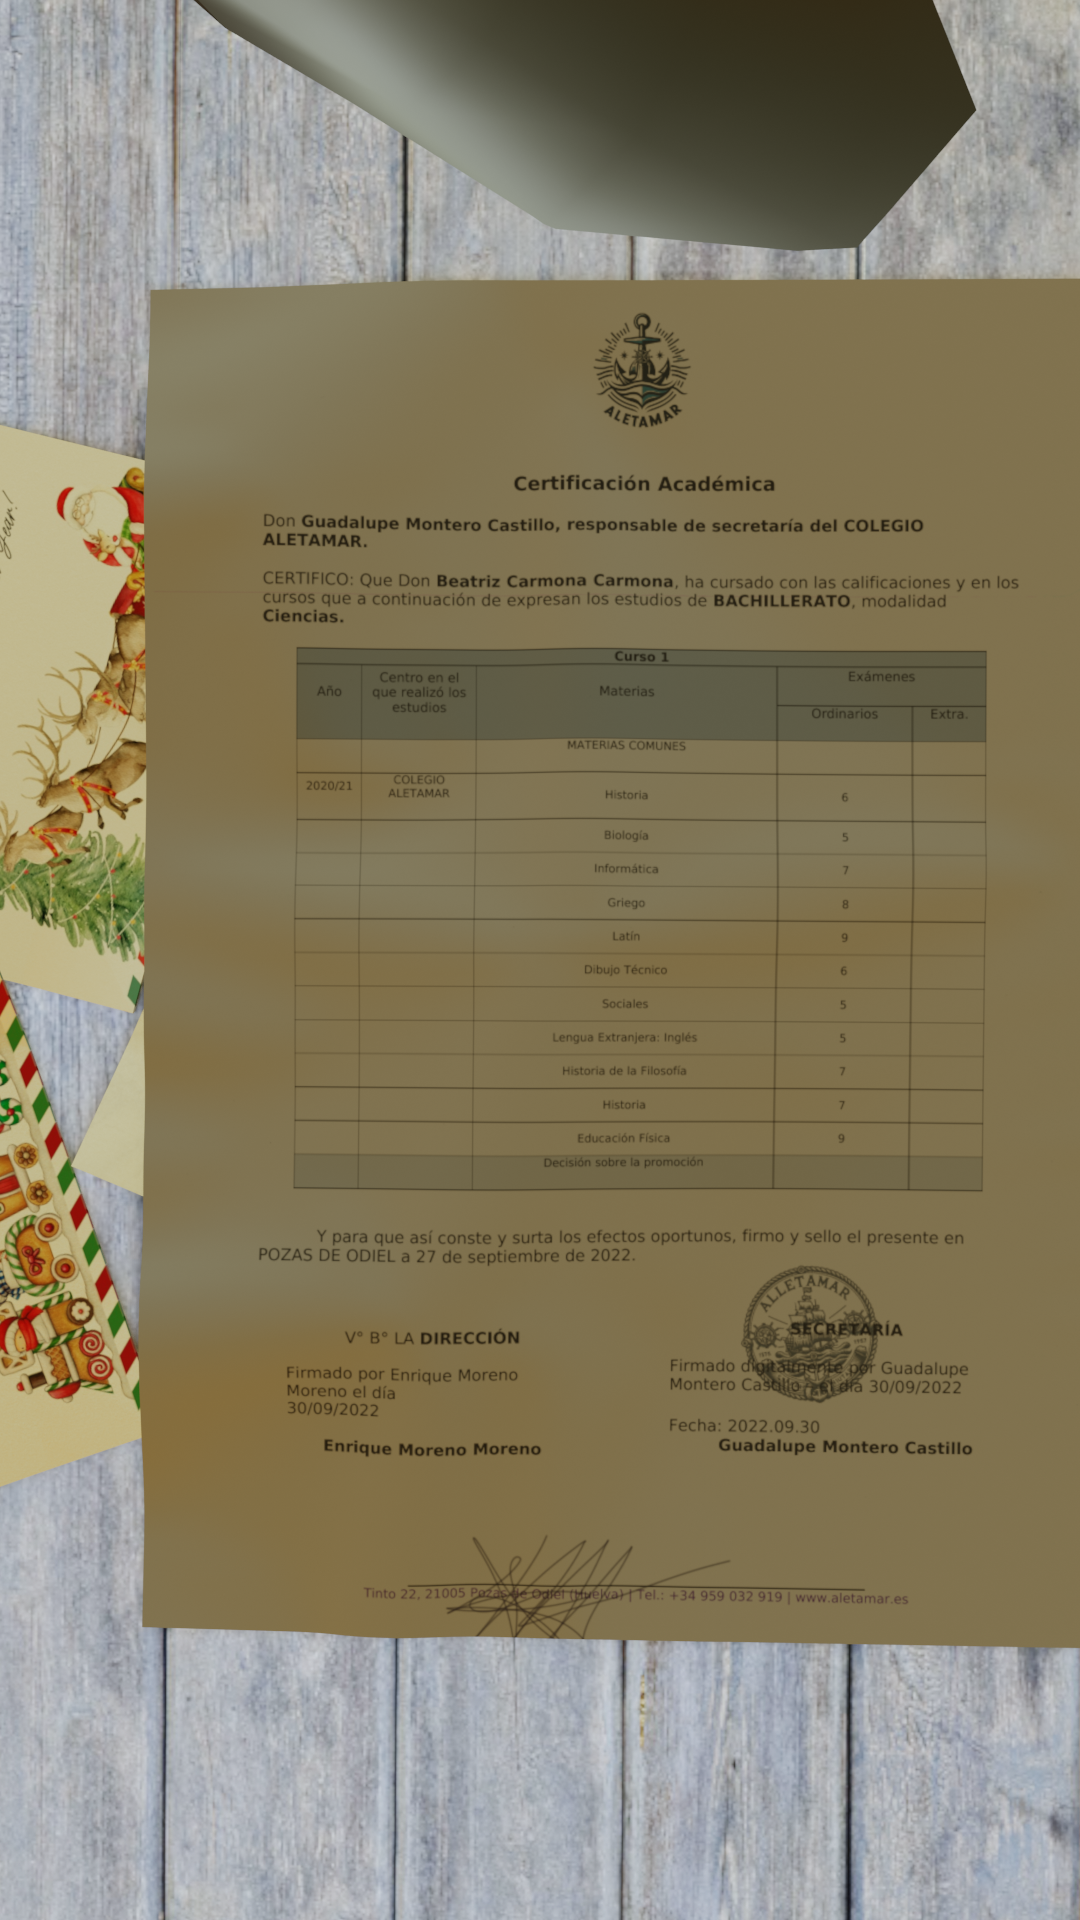 ALETAMAR
Certificación Académica
Don Guadalupe Montero Castillo, responsable de secretaría del COLEGIO
ALETAMAR.
CERTIFICO: Que Don Beatriz Carmona Carmona, ha cursado con las calificaciones y en los
cursos que a continuación de expresan los estudios de BACHILLERATO, modalidad
Ciencias.
Curso 1
Año
Centro en el
que realizó los
estudios
Materias
Exámenes
Ordinarios
Extra.
MATERIAS COMUNES
2020/21
COLEGIO
ALETAMAR
Historia 6
Biología 5
Informática 7
Griego 8
Latín 9
Dibujo Técnico 6
Sociales 5
Lengua Extranjera: Inglés 5
Historia de la Filosofía 7
Historia 7
Educación Física 9
Decisión sobre la promoción
Y para que así conste y surta los efectos oportunos, firmo y sello el presente en
POZAS DE ODIEL a 27 de septiembre de 2022.
V° B° LA DIRECCIÓN
Firmado por Enrique Moreno
Moreno el día
30/09/2022
Enrique Moreno Moreno
ALLETAMAR
SECRETARÍA
Firmado digitalmente por Guadalupe
Montero Castillo el día 30/09/2022
Fecha: 2022.09.30
Guadalupe Montero Castillo
Tinto 22, 21005 Pozas de Odiel (Huelva) | Tel.: +34 959 032 919 | www.aletamar.es
Year!